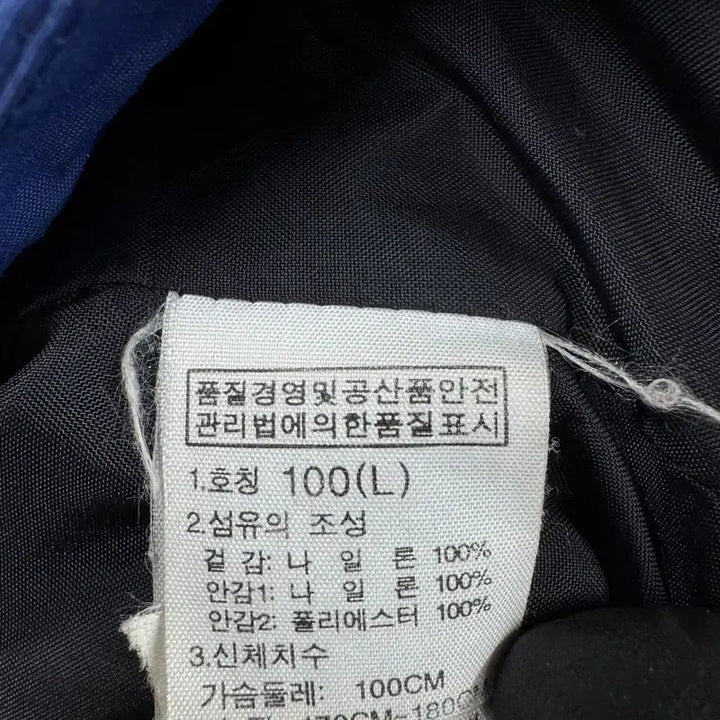 품질경영및공산품안전
관리법에의한품질표시
1.호칭 100(L)
2.섬유의 조성
겉 감: 나 일 론 100%
안감1: 나 일 론 100%
안감2: 폴리에스터 100%
3.신체치수
가슴둘레: 100CM
170CM~180CM